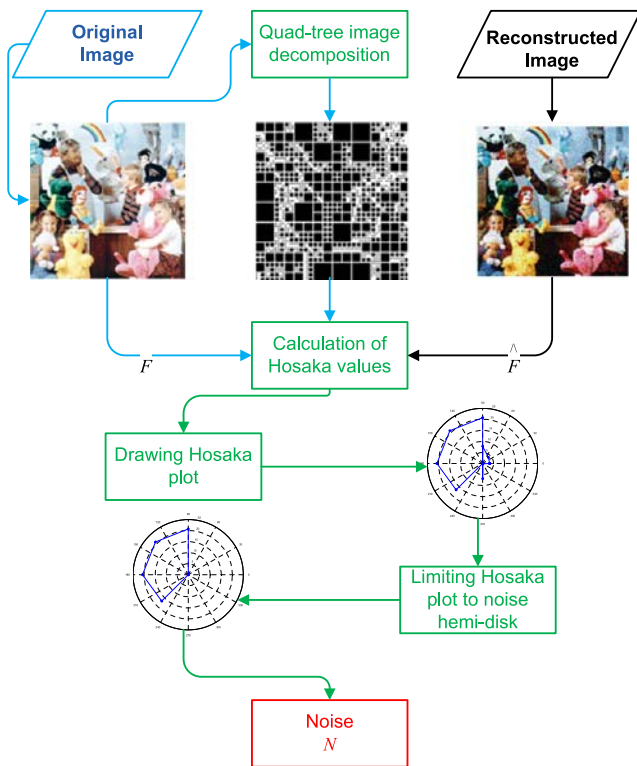 Original
Image
Quad-tree image
decomposition
Reconstructed
Image
F
Calculation of
Hosaka values
^
F
Drawing Hosaka
plot
Limiting Hosaka
plot to noise
hemi-disk
Noise
N